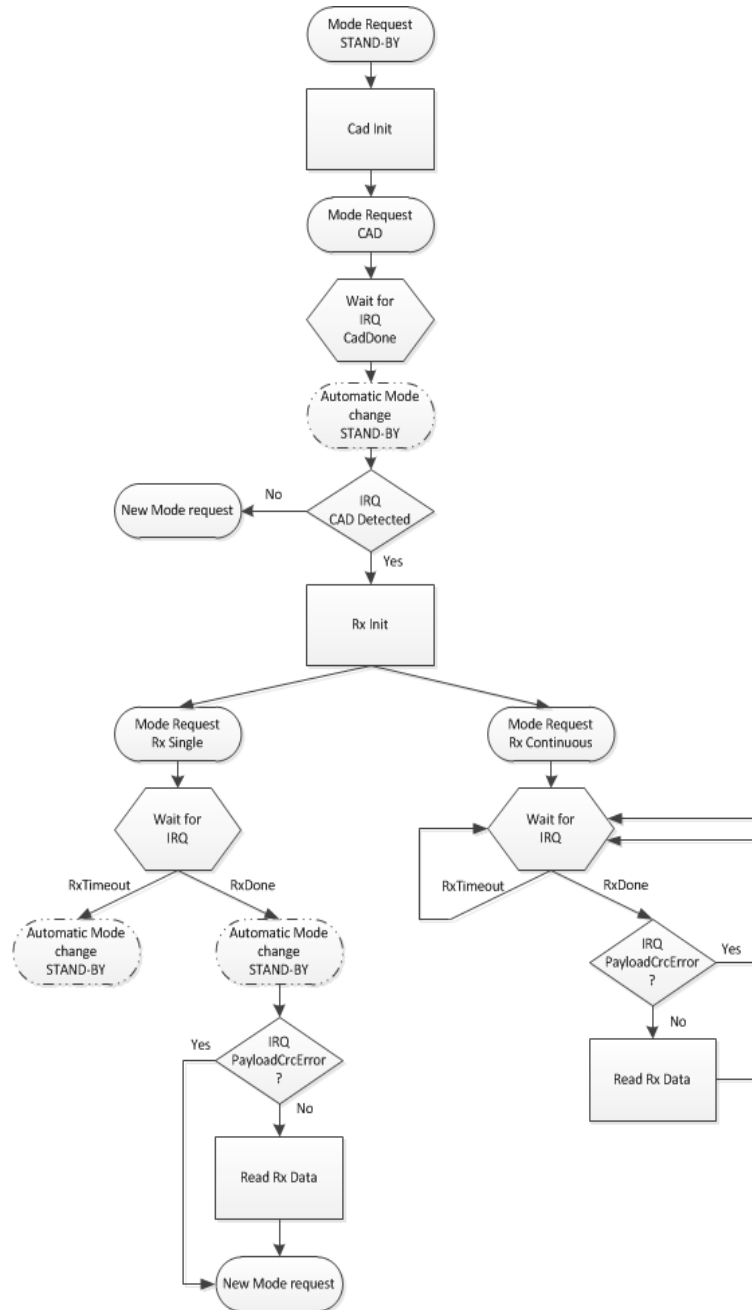 Mode Request
STAND-BY
Cad Init
Mode Request
CAD
Wait for
IRQ
CadDone
Automatic Mode
change
STAND-BY
New Mode request
No
IRQ
CAD Detected
Yes
Rx Init
Mode Request
Rx Single
Mode Request
Rx Continuous
Wait for
IRQ
Wait for
IRQ
RxTimeout
RxDone
RxTimeout
RxDone
Automatic Mode
change
STAND-BY
Automatic Mode
change
STAND-BY
IRQ
PayloadCrcError
?
Yes
No
Yes
IRQ
PayloadCrcError
?
No
Read Rx Data
Read Rx Data
New Mode request